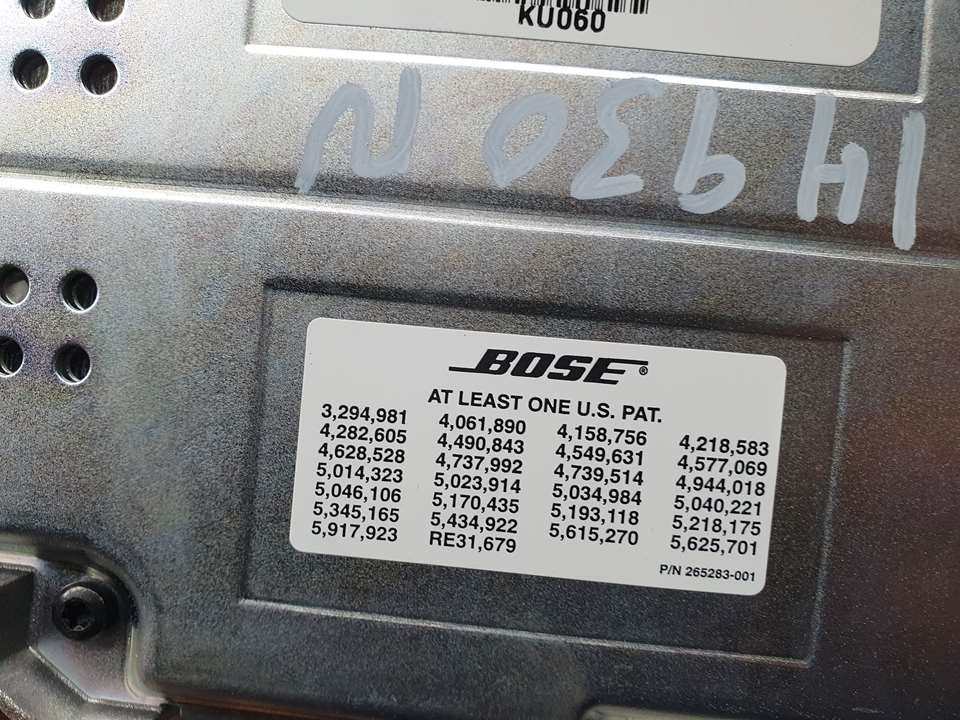 KU060
14630 N
BOSE®
AT LEAST ONE U.S. PAT.
3,294,981 4,061,890 4,158,756 4,218,583
4,282,605 4,490,843 4,549,631 4,577,069
4,628,528 4,737,992 4,739,514 4,944,018
5,014,323 5,023,914 5,034,984 5,040,221
5,046,106 5,170,435 5,193,118 5,218,175
5,345,165 5,434,922 5,615,270 5,625,701
5,917,923 RE31,679
P/N 265283-001